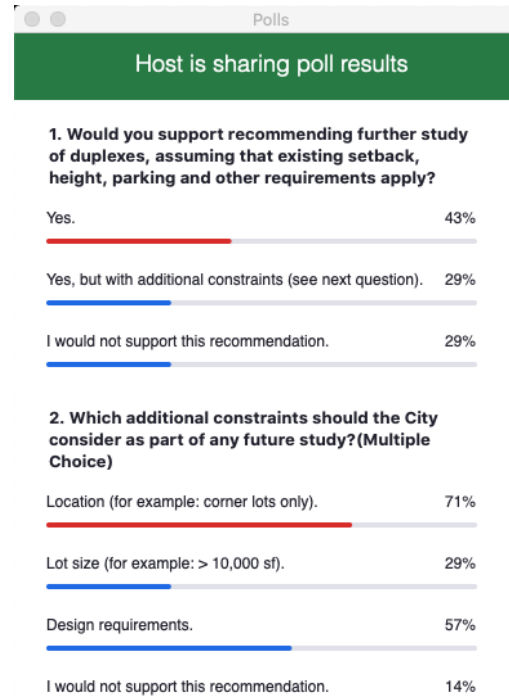 Polls
Host is sharing poll results
1. Would you support recommending further study
of duplexes, assuming that existing setback,
height, parking and other requirements apply?
Yes. 43%
Yes, but with additional constraints (see next question). 29%
I would not support this recommendation. 29%
2. Which additional constraints should the City
consider as part of any future study?(Multiple
Choice)
Location (for example: corner lots only). 71%
Lot size (for example: > 10,000 sf). 29%
Design requirements. 57%
I would not support this recommendation. 14%